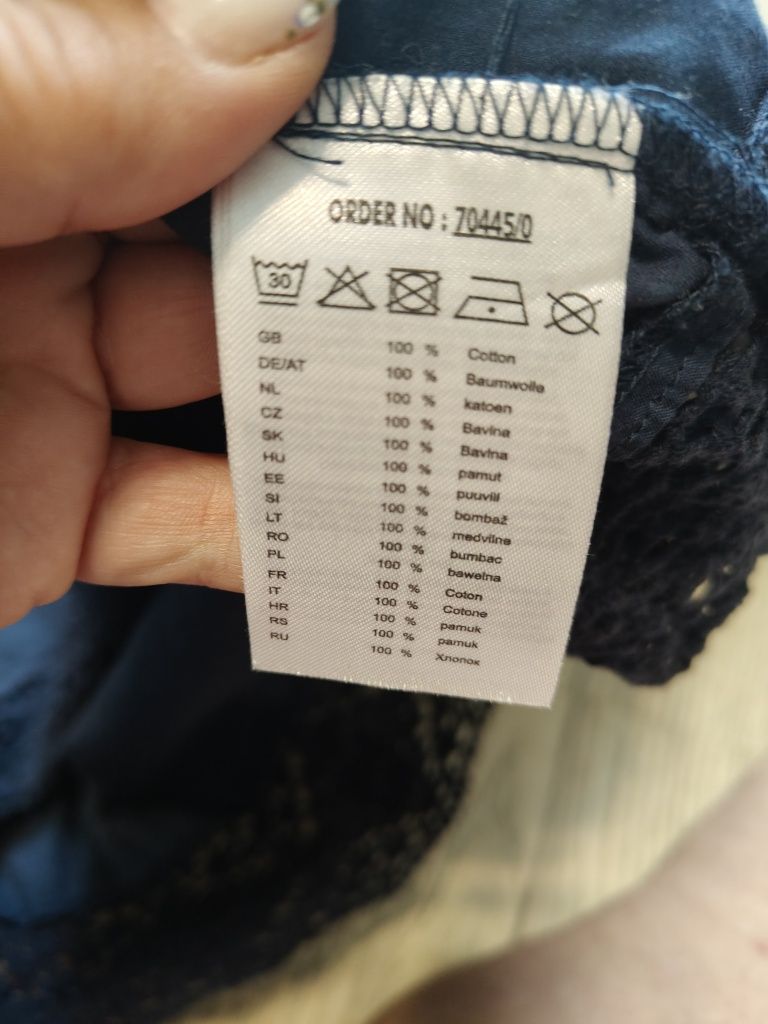 ORDER NO : 70445/0
30
GB 100 % Cotton
DE/AT 100 % Baumwolle
NL 100 % katoen
CZ 100 % Bavlna
SK 100 % Bavlna
HU 100 % pamut
EE 100 % puuvill
SI 100 % bombaž
LT 100 % medvilne
RO 100 % bumbac
PL 100 % bawelna
FR 100 % Coton
IT 100 % Cotone
HR 100 % pamuk
RS 100 % pamuk
RU 100 % Хлопок